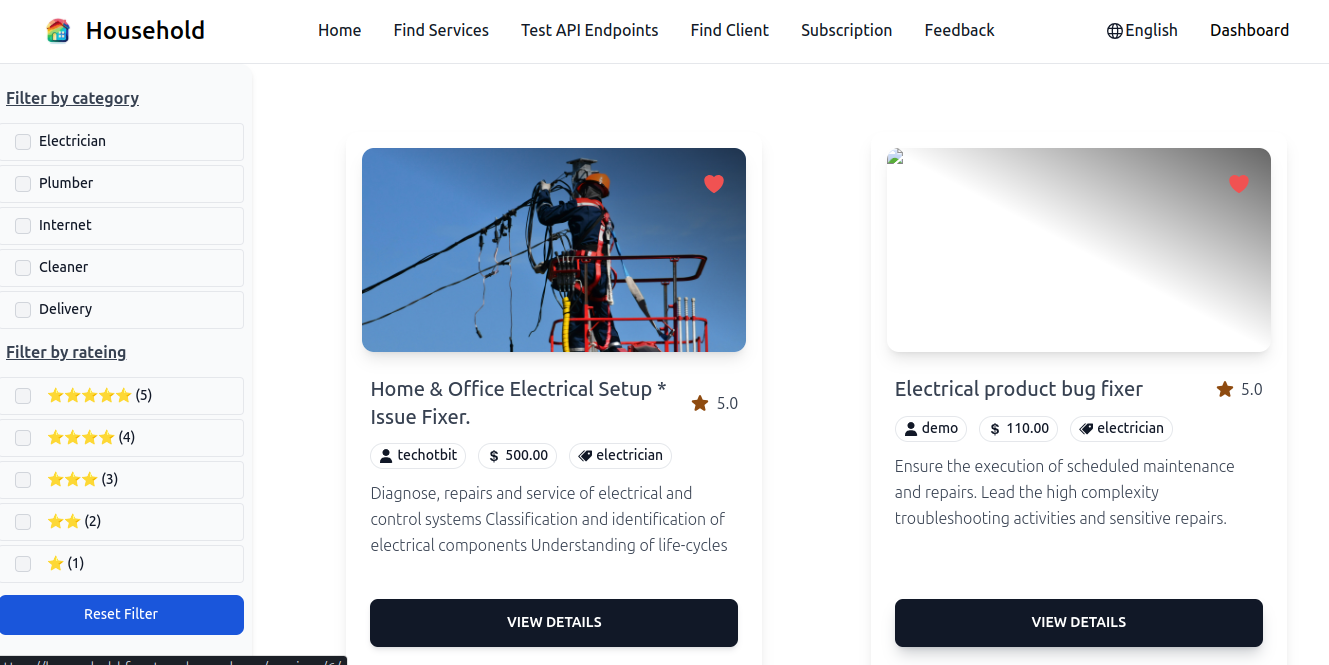 Household
Home Find Services Test API Endpoints Find Client Subscription Feedback
English Dashboard
Filter by category
Electrician
Plumber
Internet
Cleaner
Delivery
Filter by rateing
⭐⭐⭐⭐⭐ (5)
⭐⭐⭐⭐ (4)
⭐⭐⭐ (3)
⭐⭐ (2)
⭐ (1)
Reset Filter
Home & Office Electrical Setup *
Issue Fixer.
5.0
techotbit $ 500.00 electrician
Diagnose, repairs and service of electrical and
control systems Classification and identification of
electrical components Understanding of life-cycles
VIEW DETAILS
Electrical product bug fixer
5.0
demo $ 110.00 electrician
Ensure the execution of scheduled maintenance
and repairs. Lead the high complexity
troubleshooting activities and sensitive repairs.
VIEW DETAILS